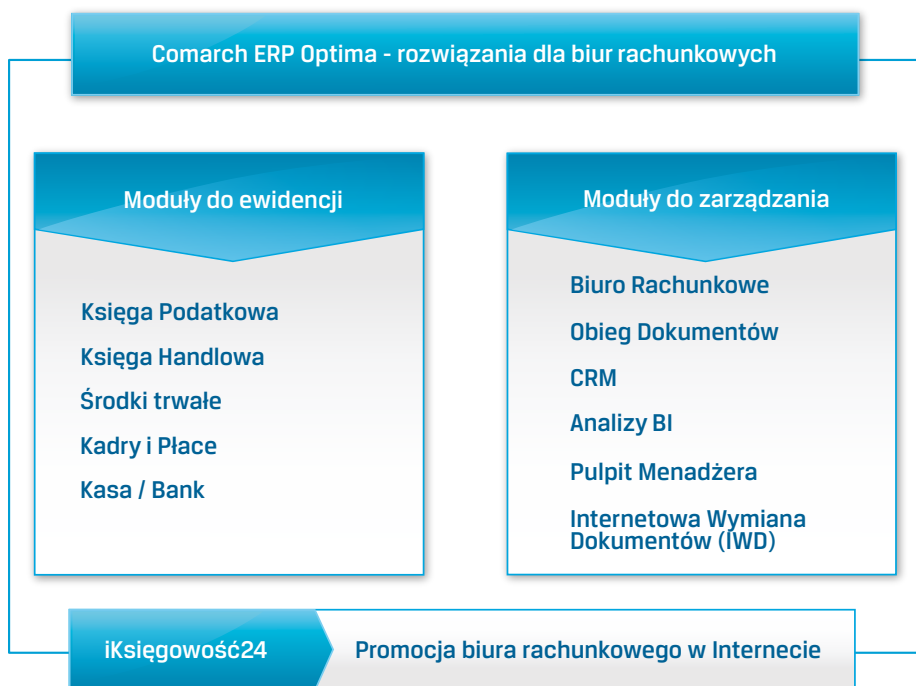 Comarch ERP Optima - rozwiązania dla biur rachunkowych
Moduły do ewidencji
Księga Podatkowa
Księga Handlowa
Środki trwałe
Kadry i Płace
Kasa / Bank
Moduły do zarządzania
Biuro Rachunkowe
Obieg Dokumentów
CRM
Analizy BI
Pulpit Menadżera
Internetowa Wymiana
Dokumentów (IWD)
iKsięgowość24
Promocja biura rachunkowego w Internecie